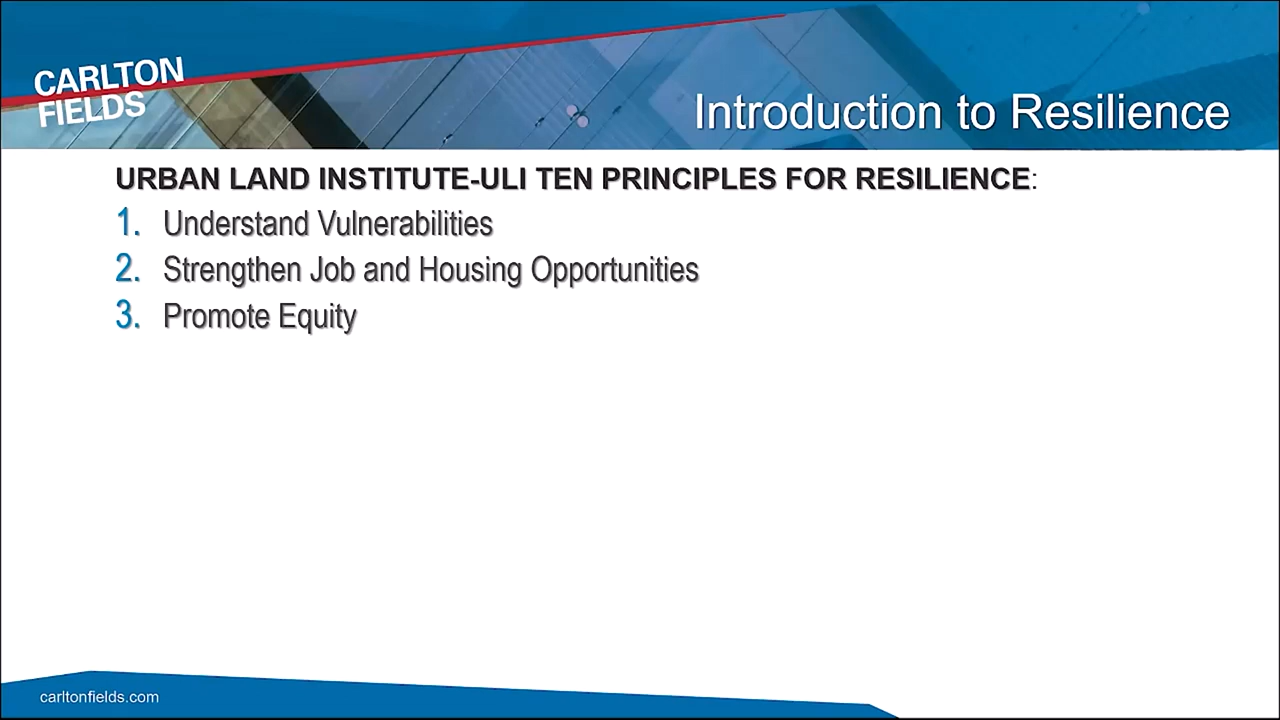 CARLTON
FIELDS
Introduction to Resilience
URBAN LAND INSTITUTE-ULI TEN PRINCIPLES FOR RESILIENCE:
1. Understand Vulnerabilities
2. Strengthen Job and Housing Opportunities
3. Promote Equity
carltonfields.com